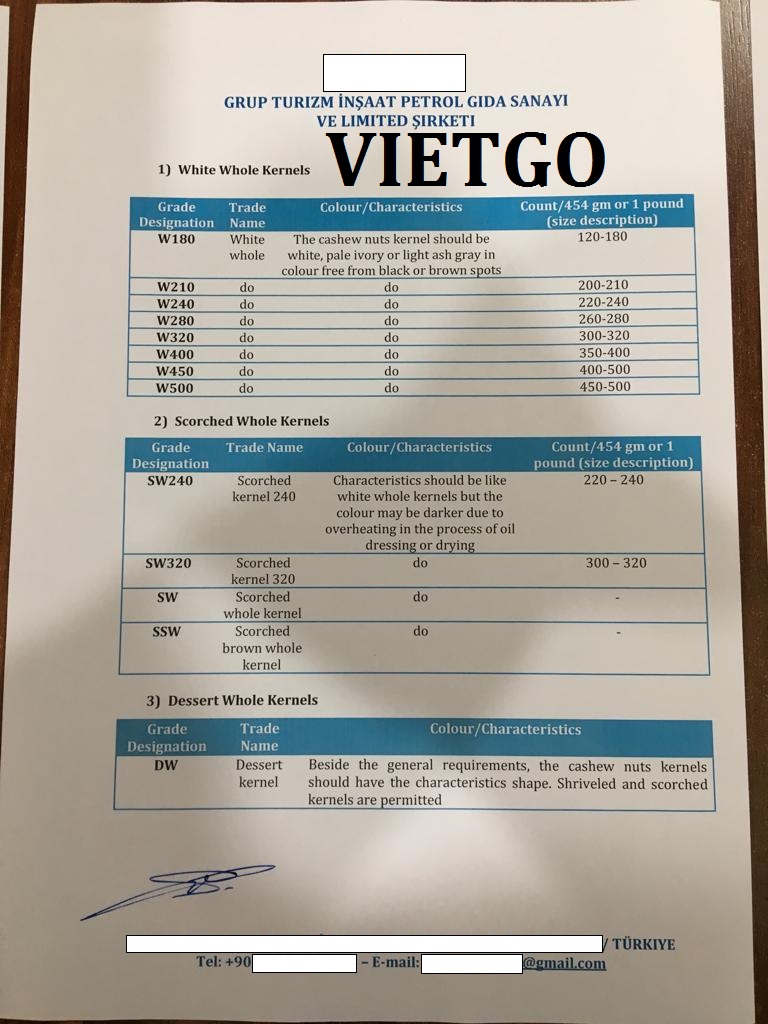 GRUP TURIZM İNŞAAT PETROL GIDA SANAYI
VE LIMITED ŞIRKETI
VIETGO
1) White Whole Kernels
Grade Designation Trade Name Colour/Characteristics Count/454 gm or 1 pound (size description)
W180 White whole The cashew nuts kernel should be white, pale ivory or light ash gray in colour free from black or brown spots 120-180
W210 do do 200-210
W240 do do 220-240
W280 do do 260-280
W320 do do 300-320
W400 do do 350-400
W450 do do 400-500
W500 do do 450-500
2) Scorched Whole Kernels
Grade Designation Trade Name Colour/Characteristics Count/454 gm or 1 pound (size description)
SW240 Scorched kernel 240 Characteristics should be like white whole kernels but the colour may be darker due to overheating in the process of oil dressing or drying 220 – 240
SW320 Scorched kernel 320 do 300 – 320
SW Scorched whole kernel do -
SSW Scorched brown whole kernel do -
3) Dessert Whole Kernels
Grade Designation Trade Name Colour/Characteristics
DW Dessert kernel Beside the general requirements, the cashew nuts kernels should have the characteristics shape. Shriveled and scorched kernels are permitted
/ TÜRKIYE
Tel: +90 – E-mail: @gmail.com